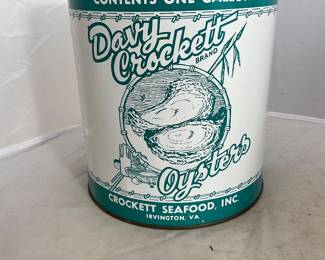 CONTENTS ONE GALLON
Davy
Crockett
BRAND
Oysters
CROCKETT SEAFOOD, INC.
IRVINGTON, VA.